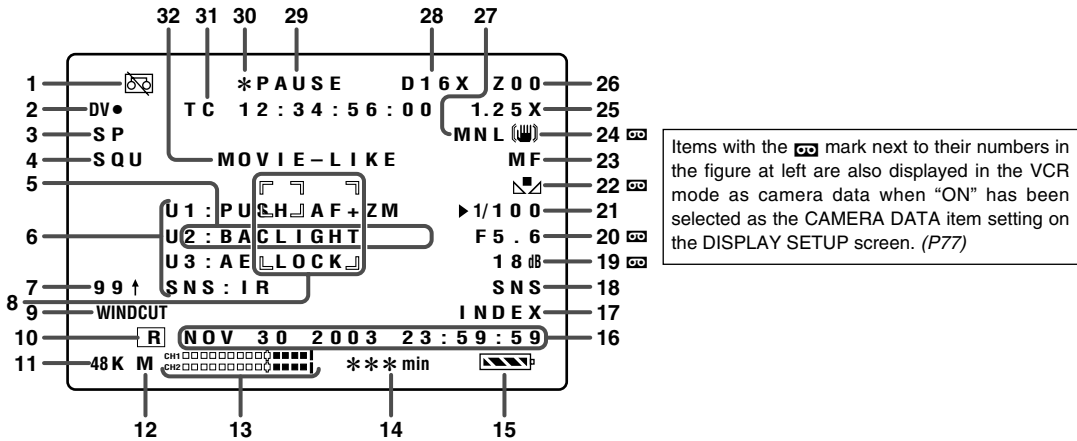 32 31 30 29 28 27
1 ✻PAUSE D16X Z00 26
2 DV● TC 12:34:56:00 1.25X 25
3 SP MNL 24
4 SQU MOVIE–LIKE MF 23
5 22
6 U1:PUSH AF+ZM ▶1/100 21
U2:BACLIGHT F5.6 20
U3:AE LOCK 18dB 19
7 99↑ SNS:IR SNS 18
8
9 WINDCUT INDEX 17
10 R NOV 30 2003 23:59:59 16
11 48K M CH1 ✻✻✻min
CH2
12 13 14 15
Items with the mark next to their numbers in
the figure at left are also displayed in the VCR
mode as camera data when “ON” has been
selected as the CAMERA DATA item setting on
the DISPLAY SETUP screen. (P77)